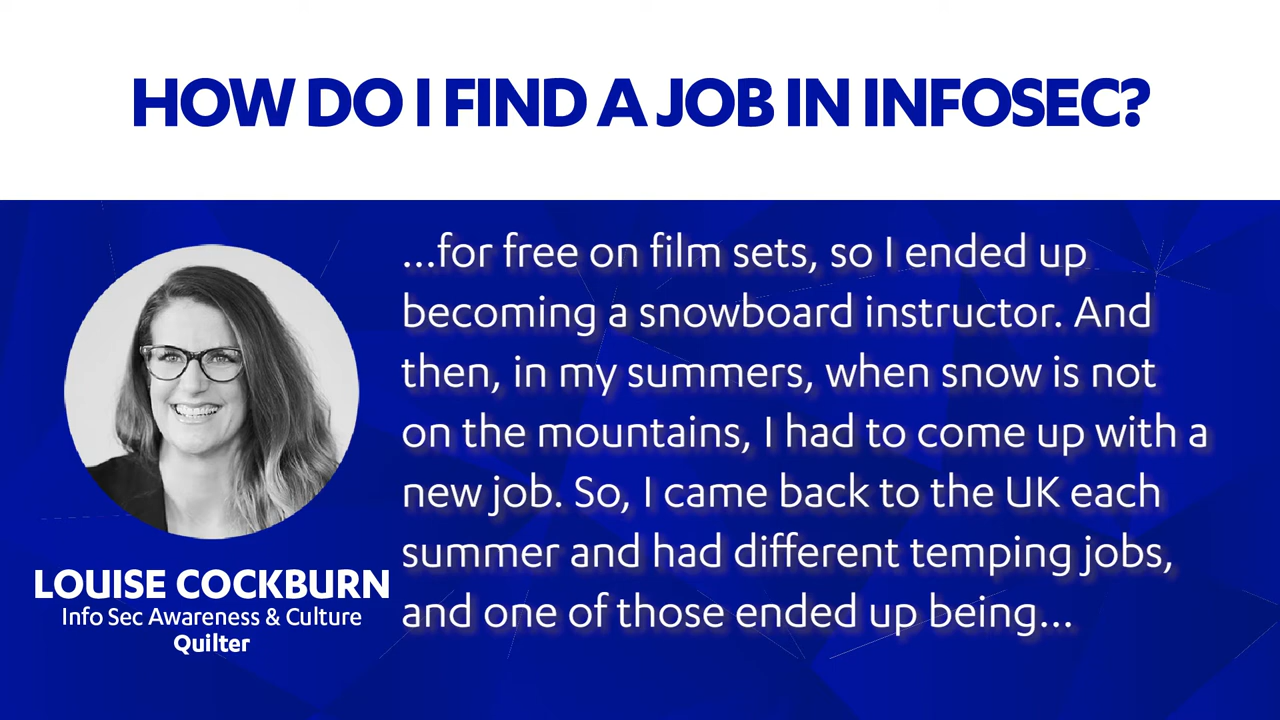 HOW DO I FIND A JOB IN INFOSEC?
...for free on film sets, so I ended up
becoming a snowboard instructor. And
then, in my summers, when snow is not
on the mountains, I had to come up with a
new job. So, I came back to the UK each
summer and had different temping jobs,
and one of those ended up being...
LOUISE COCKBURN
Info Sec Awareness & Culture
Quilter